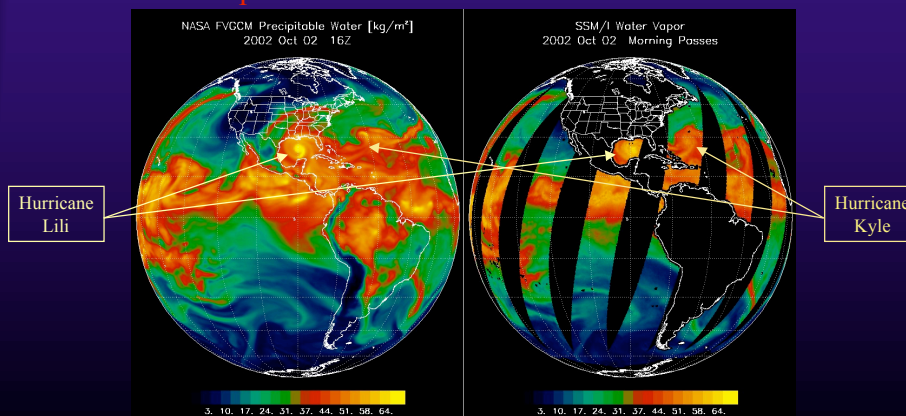 NASA FVGCM Precipitable Water [kg/m²]
2002 Oct 02 16Z
SSM/I Water Vapor
2002 Oct 02 Morning Passes
Hurricane
Lili
Hurricane
Kyle
3. 10. 17. 24. 31. 37. 44. 51. 58. 64.
3. 10. 17. 24. 31. 37. 44. 51. 58. 64.